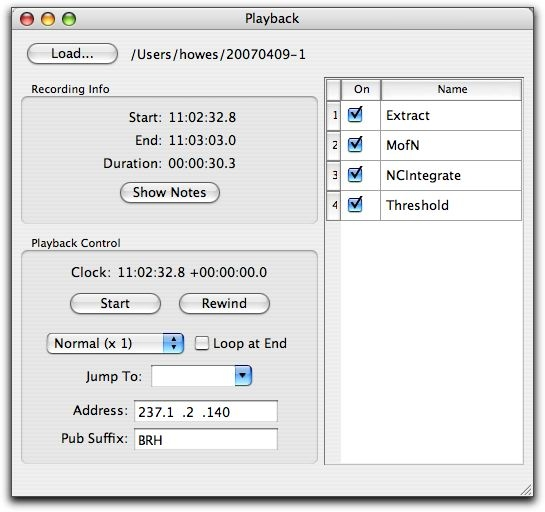 Playback
Load... /Users/howes/20070409-1
Recording Info
Start: 11:02:32.8
End: 11:03:03.0
Duration: 00:00:30.3
Show Notes
Playback Control
Clock: 11:02:32.8 +00:00:00.0
Start Rewind
Normal (x 1) Loop at End
Jump To:
Address: 237.1 .2 .140
Pub Suffix: BRH
On Name
1 Extract
2 MofN
3 NCIntegrate
4 Threshold